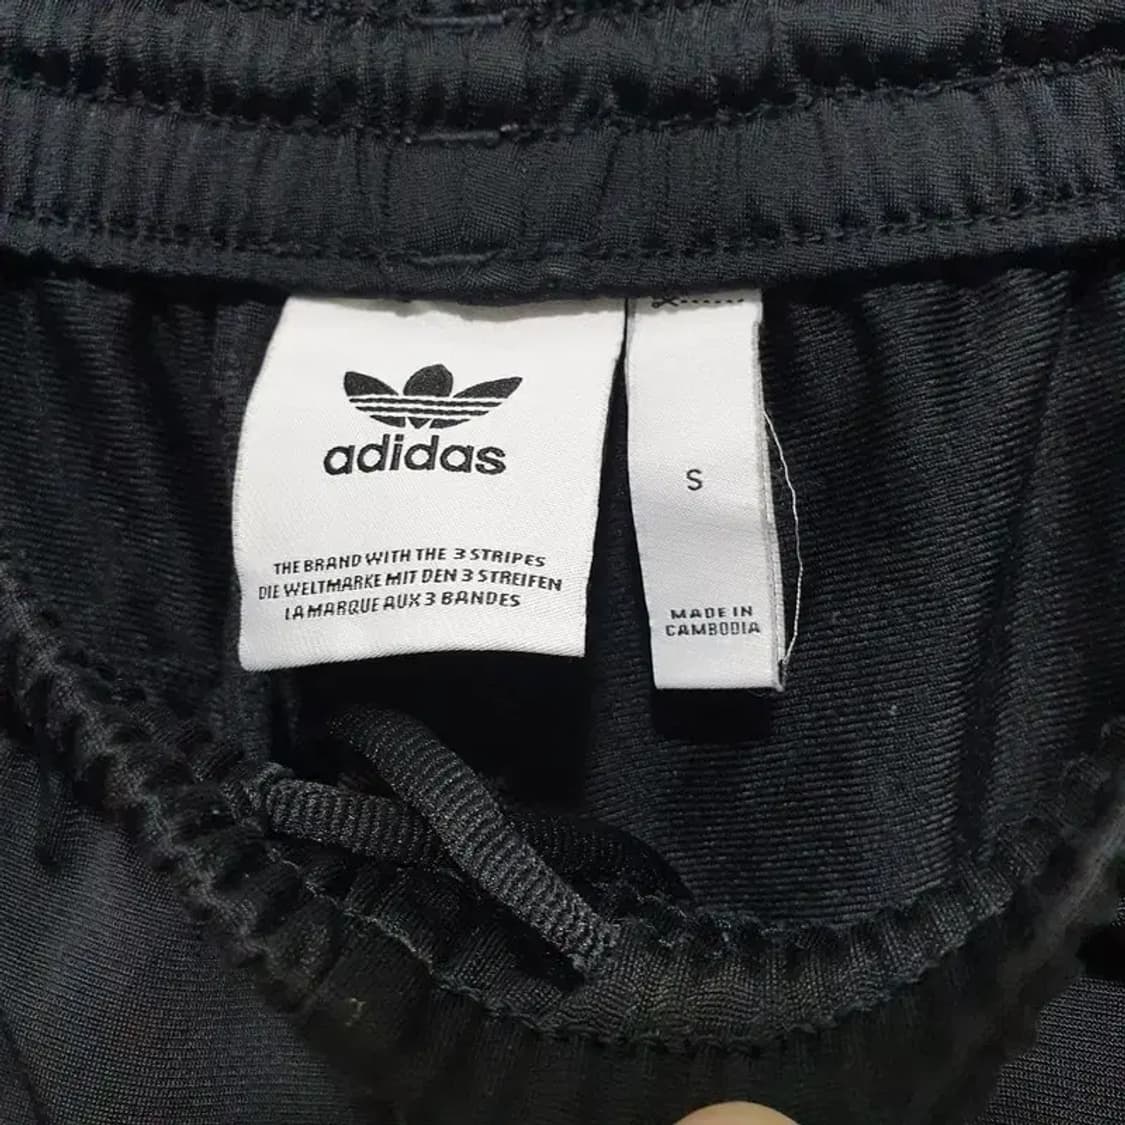 adidas
THE BRAND WITH THE 3 STRIPES
DIE WELTMARKE MIT DEN 3 STREIFEN
LA MARQUE AUX 3 BANDES
S
MADE IN
CAMBODIA